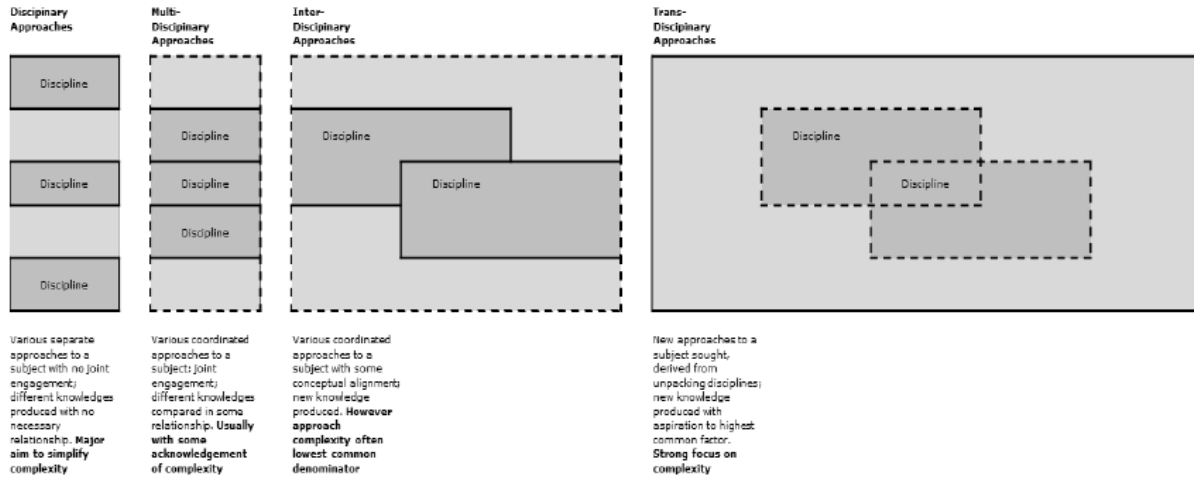 Discipinary
Approaches
Multi-
Discipinary
Approaches
Inter-
Discipinary
Approaches
Trans-
Discipinary
Approaches
Discipline
Discipline
Discipline
Discipline
Discipline
Discipline
Discipline
Discipline
Discipline
Discipline
Various separate
approaches to a
subject with no joint
engagement;
different knowledges
produced with no
necessary
relationship. Major
aim to simplify
complexity
Various coordinated
approaches to a
subject: joint
engagement;
different knowledges
compared in some
relationship. Usually
with some
acknowledgement
of complexity
Various coordinated
approaches to a
subject with some
conceptual alignment;
new knowledge
produced. However
approach
complexity often
lowest common
denominator
New approaches to a
subject sought,
derived from
unpacking disciplines;
new knowledge
produced with
aspiration to highest
common factor.
Strong focus on
complexity